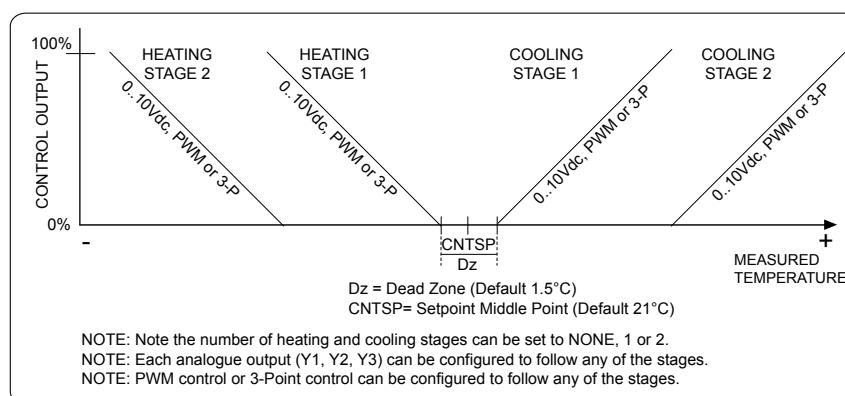 100%
HEATING
STAGE 2
HEATING
STAGE 1
COOLING
STAGE 1
COOLING
STAGE 2
CONTROL OUTPUT
0..10Vdc, PWM or 3-P
0..10Vdc, PWM or 3-P
0..10Vdc, PWM or 3-P
0..10Vdc, PWM or 3-P
0%
-
+
CNTSP
Dz
MEASURED
TEMPERATURE
Dz = Dead Zone (Default 1.5°C)
CNTSP= Setpoint Middle Point (Default 21°C)
NOTE: Note the number of heating and cooling stages can be set to NONE, 1 or 2.
NOTE: Each analogue output (Y1, Y2, Y3) can be configured to follow any of the stages.
NOTE: PWM control or 3-Point control can be configured to follow any of the stages.